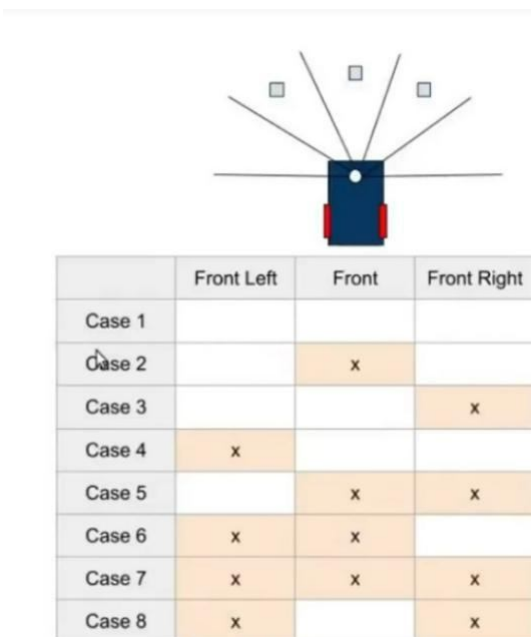 Front Left Front Front Right
Case 1
Case 2 x
Case 3 x
Case 4 x
Case 5 x x
Case 6 x x
Case 7 x x x
Case 8 x x